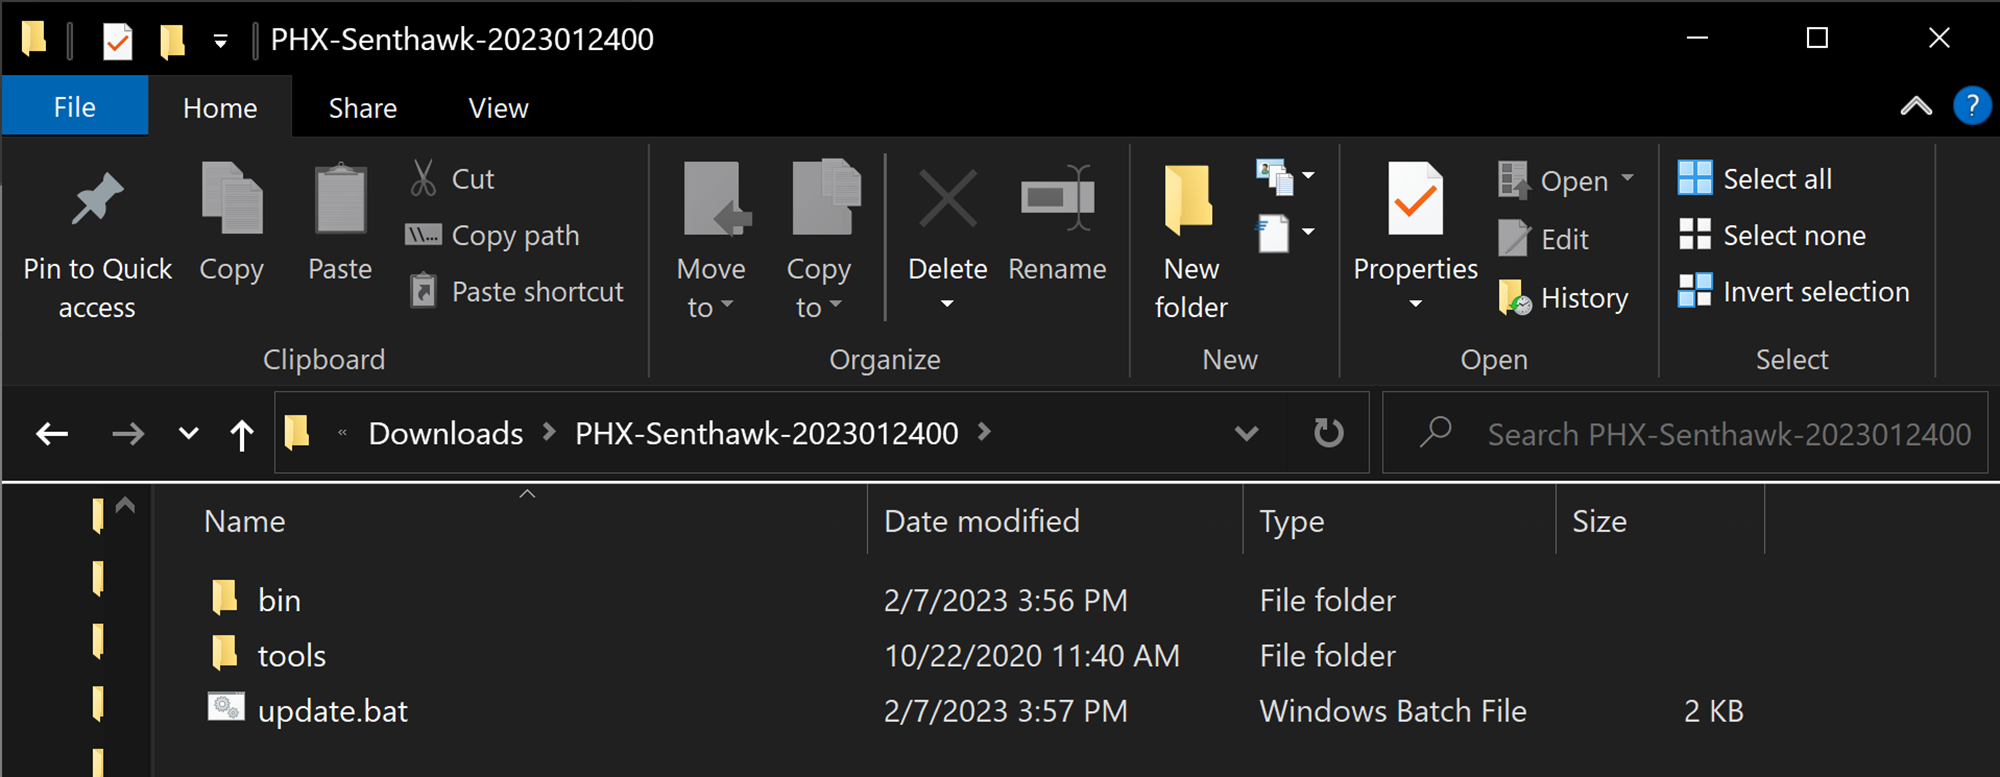 PHX-Senthawk-2023012400
File Home Share View
?
Pin to Quick access
Copy
Paste
Cut
Copy path
Paste shortcut
Clipboard
Move to
Copy to
Delete
Rename
Organize
New folder
New
Properties
Open
Edit
History
Open
Select all
Select none
Invert selection
Select
« Downloads > PHX-Senthawk-2023012400 >
Search PHX-Senthawk-2023012400
Name Date modified Type Size
bin 2/7/2023 3:56 PM File folder
tools 10/22/2020 11:40 AM File folder
update.bat 2/7/2023 3:57 PM Windows Batch File 2 KB